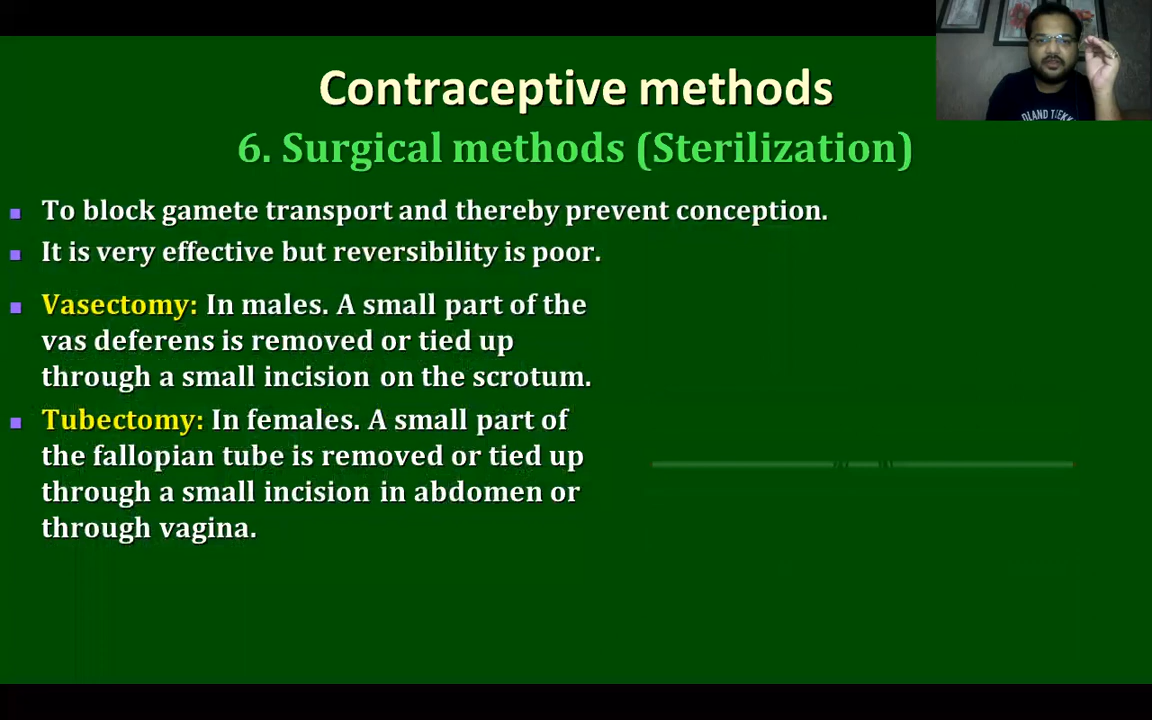 Contraceptive methods
6. Surgical methods (Sterilization)
To block gamete transport and thereby prevent conception.
It is very effective but reversibility is poor.
Vasectomy: In males. A small part of the
vas deferens is removed or tied up
through a small incision on the scrotum.
Tubectomy: In females. A small part of
the fallopian tube is removed or tied up
through a small incision in abdomen or
through vagina.